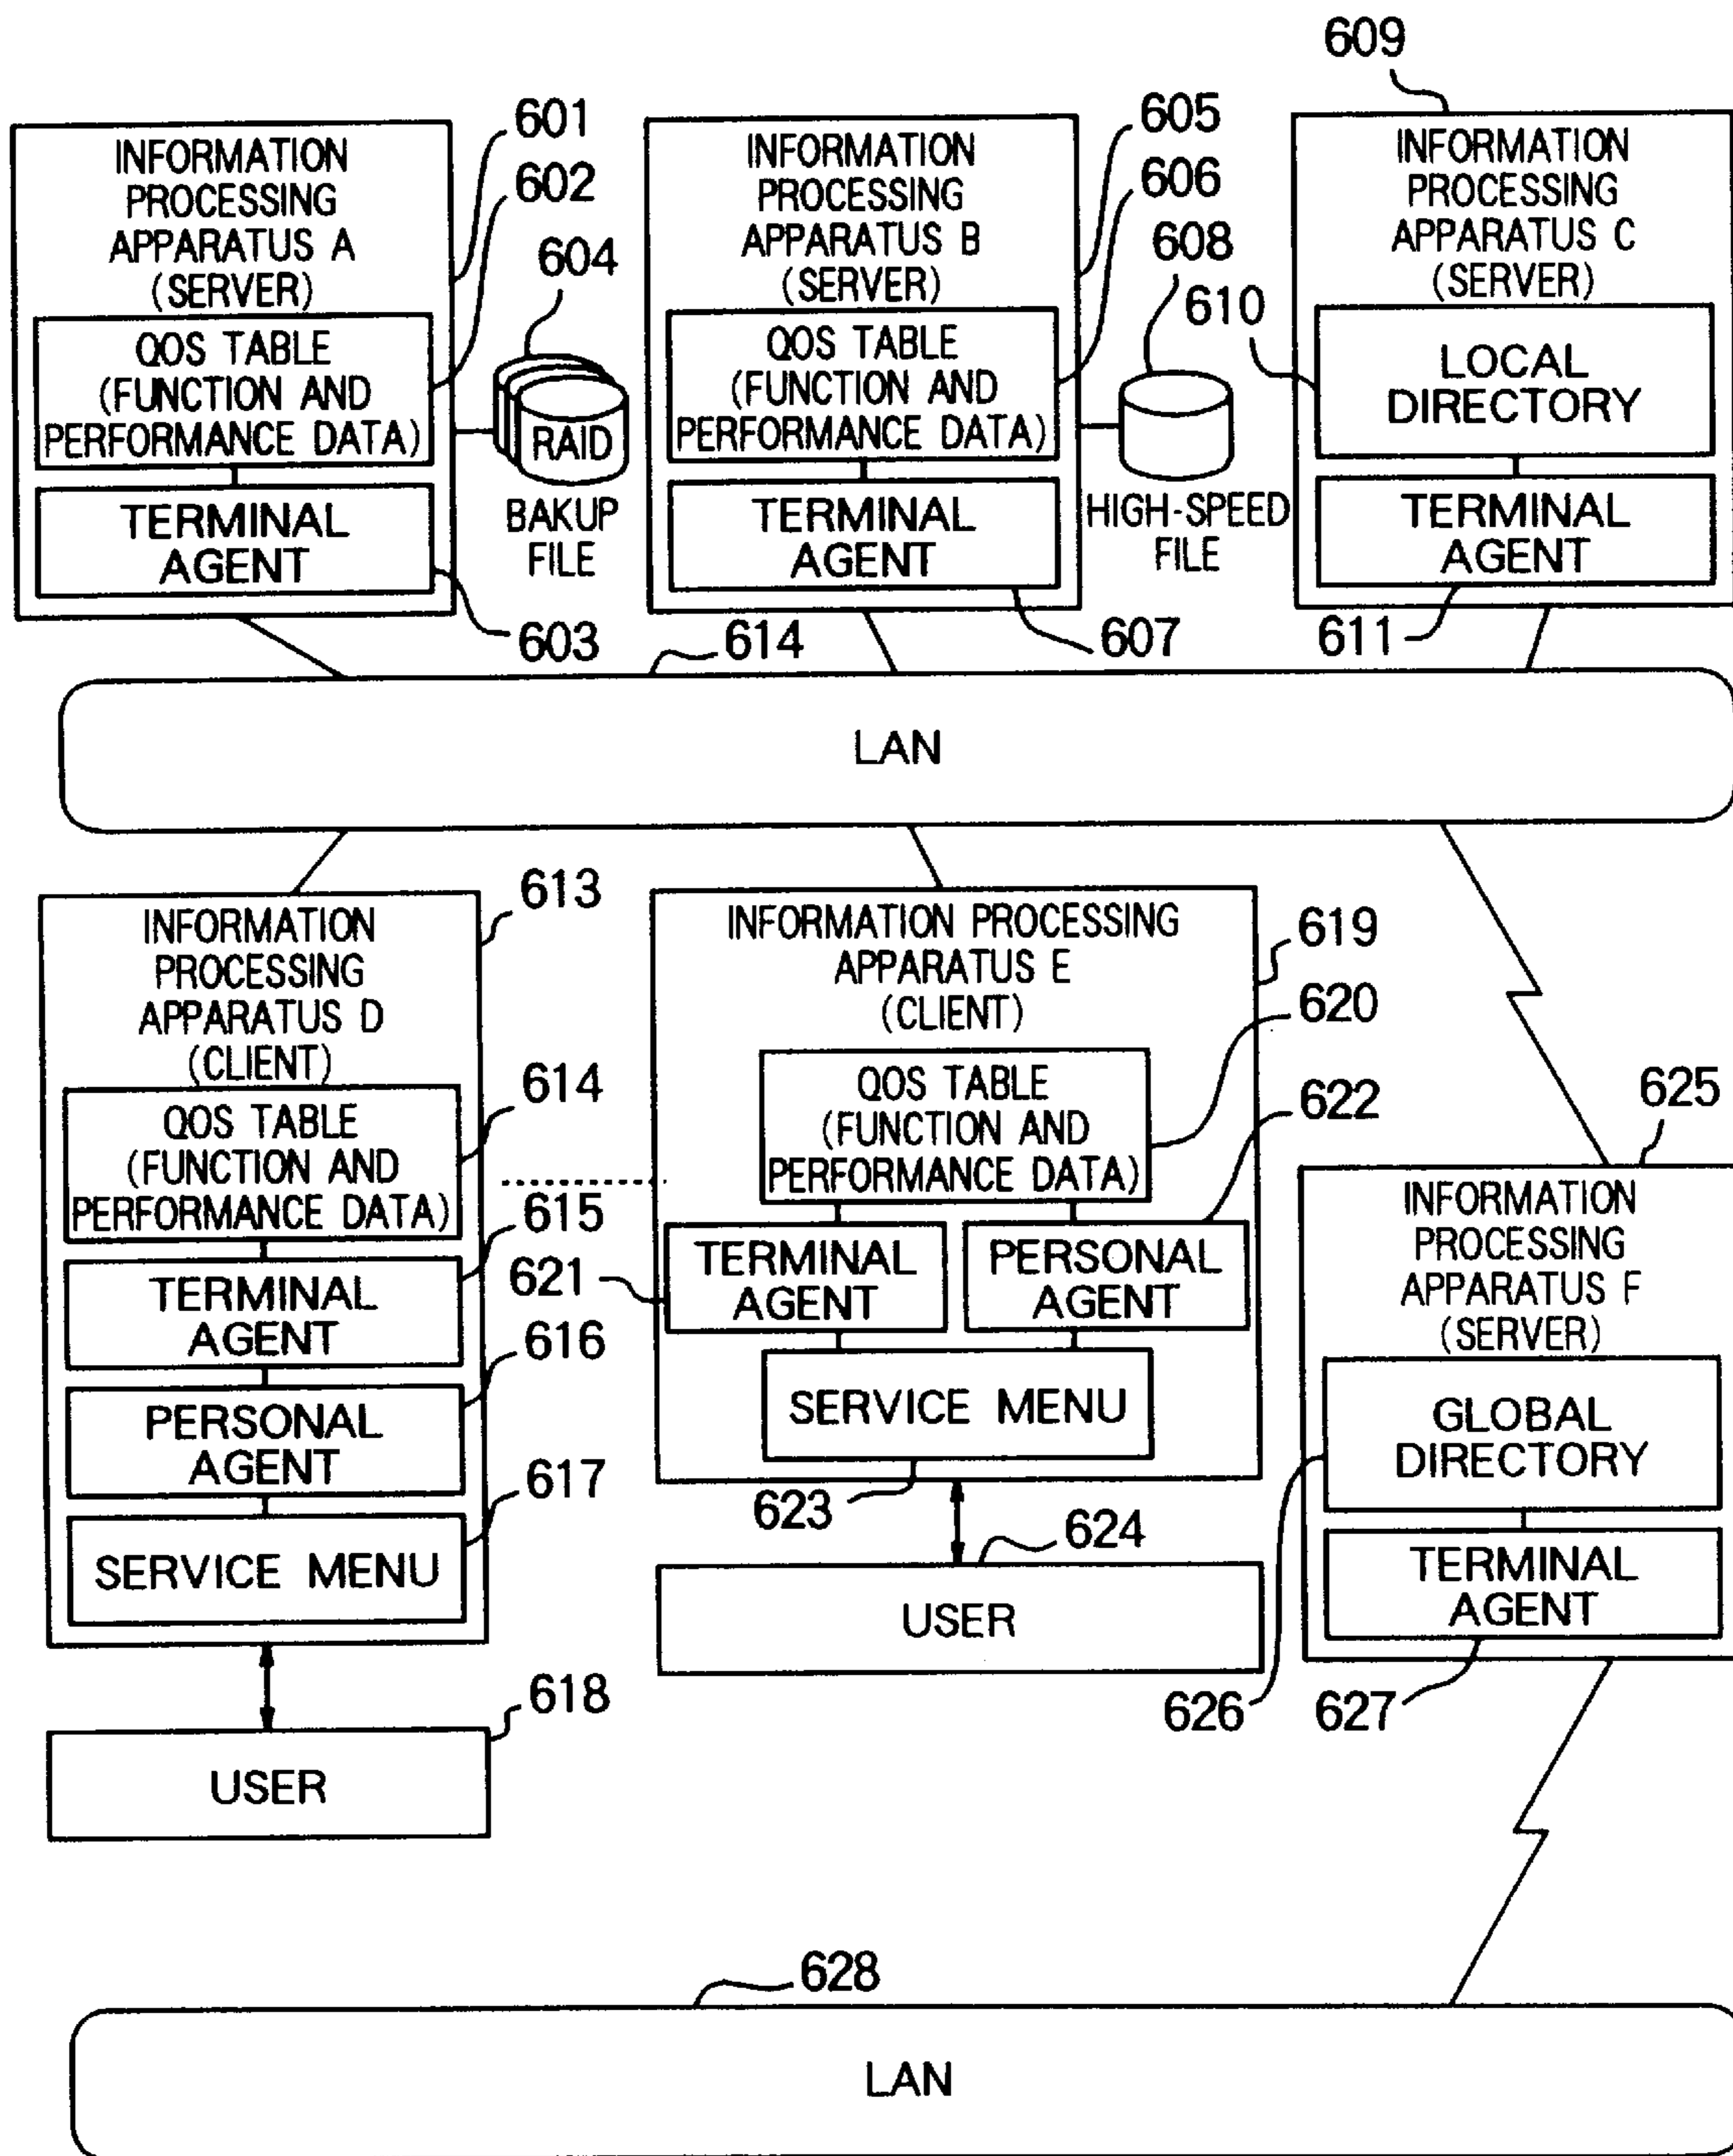 609
INFORMATION
PROCESSING
APPARATUS A
(SERVER)
QOS TABLE
(FUNCTION AND
PERFORMANCE DATA)
TERMINAL
AGENT
601
602
603
604
RAID
BAKUP
FILE
INFORMATION
PROCESSING
APPARATUS B
(SERVER)
QOS TABLE
(FUNCTION AND
PERFORMANCE DATA)
TERMINAL
AGENT
605
606
607
608
HIGH-SPEED
FILE
INFORMATION
PROCESSING
APPARATUS C
(SERVER)
610
LOCAL
DIRECTORY
TERMINAL
AGENT
611
614
LAN
INFORMATION
PROCESSING
APPARATUS D
(CLIENT)
613
QOS TABLE
(FUNCTION AND
PERFORMANCE DATA)
614
TERMINAL
AGENT
615
PERSONAL
AGENT
616
SERVICE MENU
617
USER
618
INFORMATION PROCESSING
APPARATUS E
(CLIENT)
619
QOS TABLE
(FUNCTION AND
PERFORMANCE DATA)
620
621
TERMINAL
AGENT
PERSONAL
AGENT
622
SERVICE MENU
623
624
USER
625
INFORMATION
PROCESSING
APPARATUS F
(SERVER)
GLOBAL
DIRECTORY
626
TERMINAL
AGENT
627
628
LAN